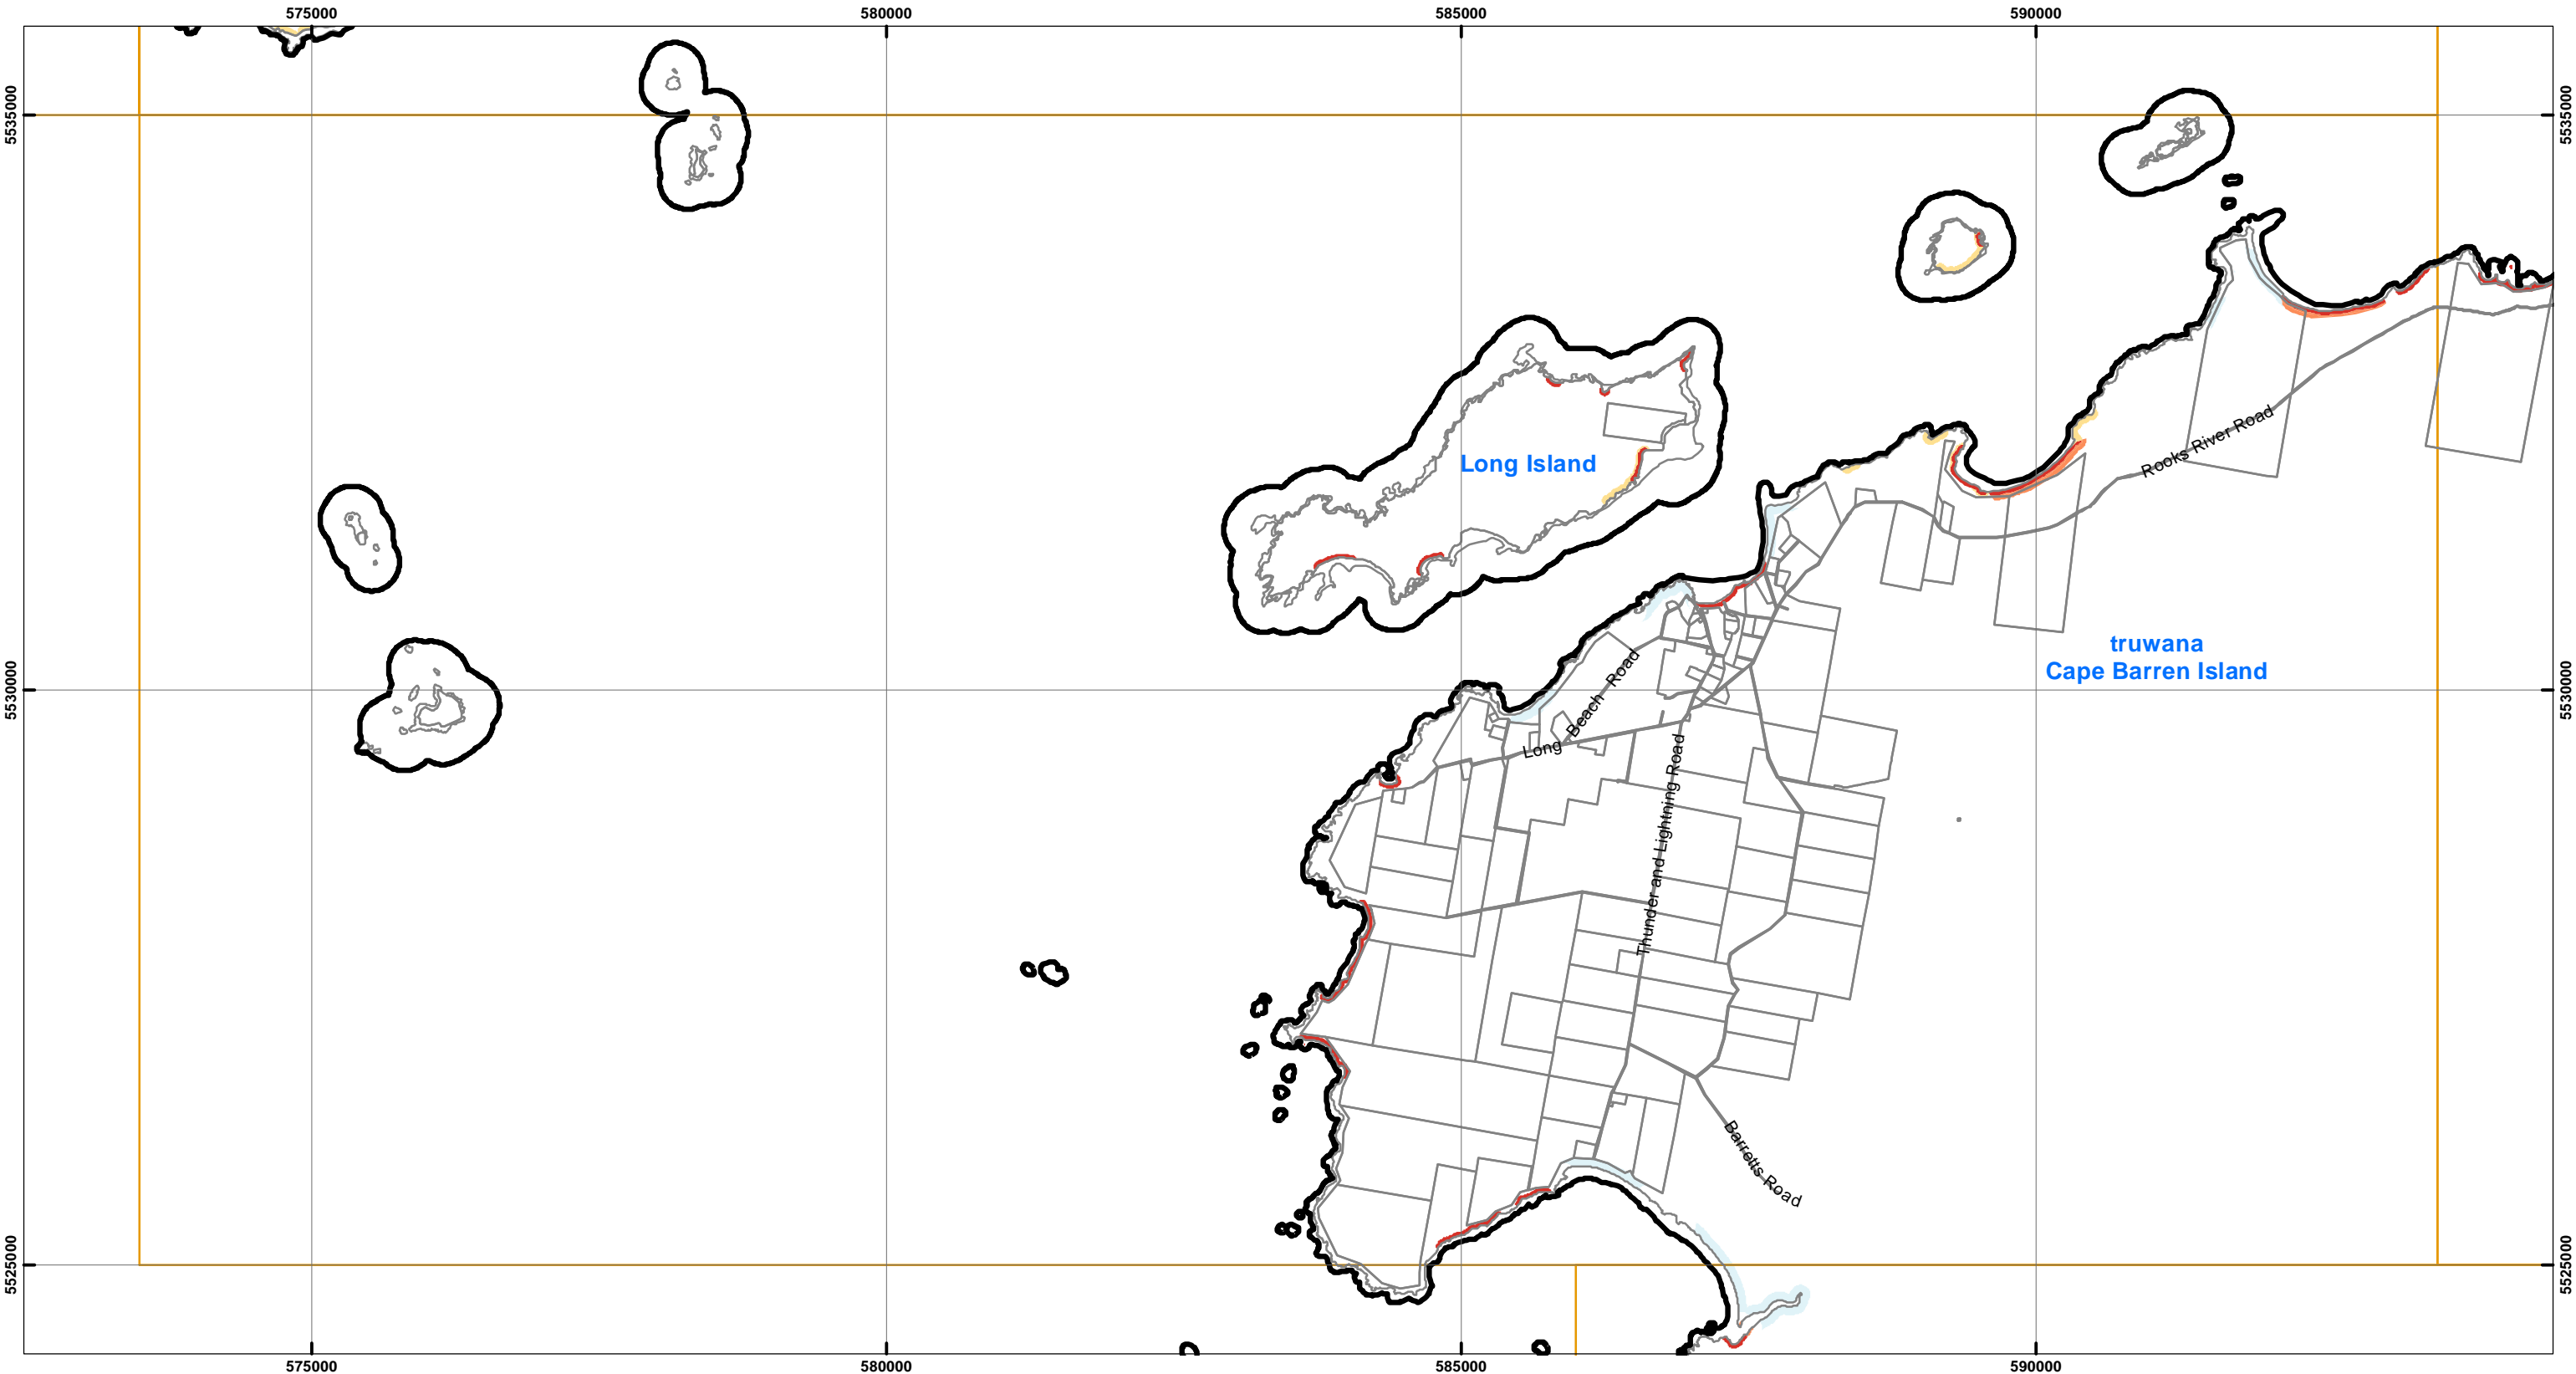 575000
580000
585000
590000
5535000
5535000
Long Island
Rooks River Road
truwana
Cape Barren Island
5530000
5530000
Long Beach Road
Thunder and Lightning Road
Barretts Road
5525000
5525000
575000
580000
585000
590000